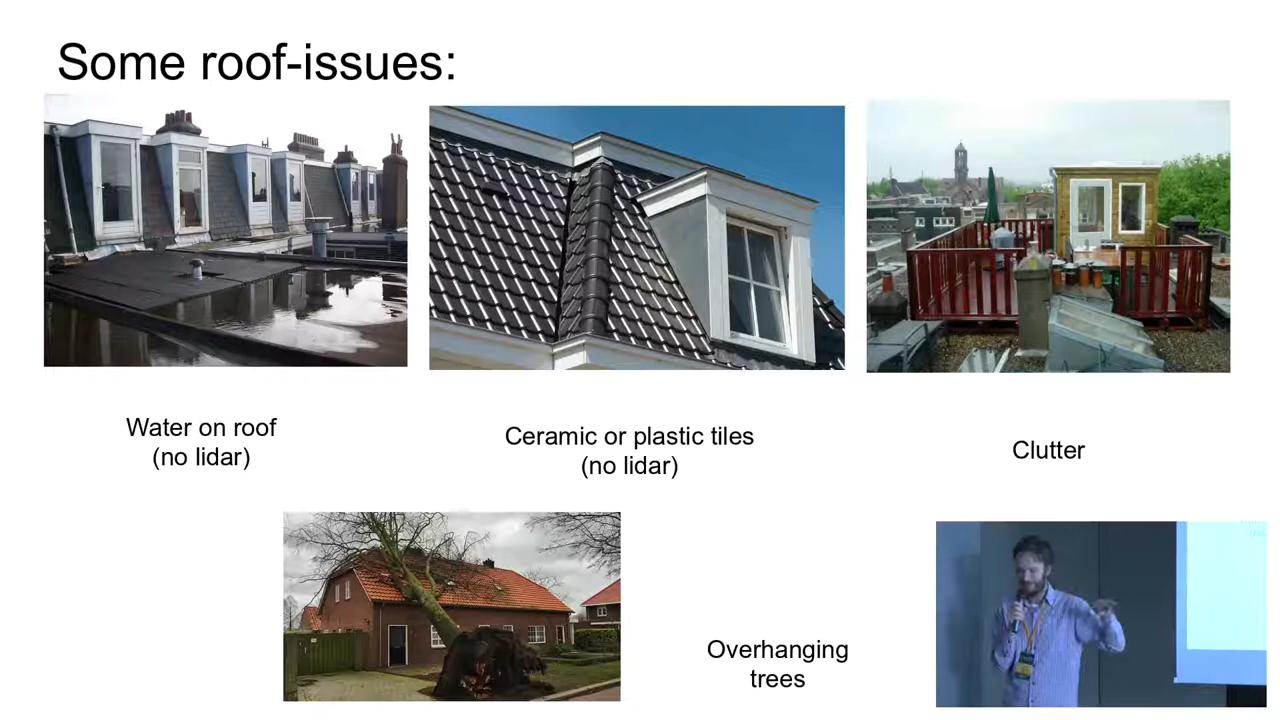 Some roof-issues:
Water on roof
(no lidar)
Ceramic or plastic tiles
(no lidar)
Clutter
Overhanging
trees